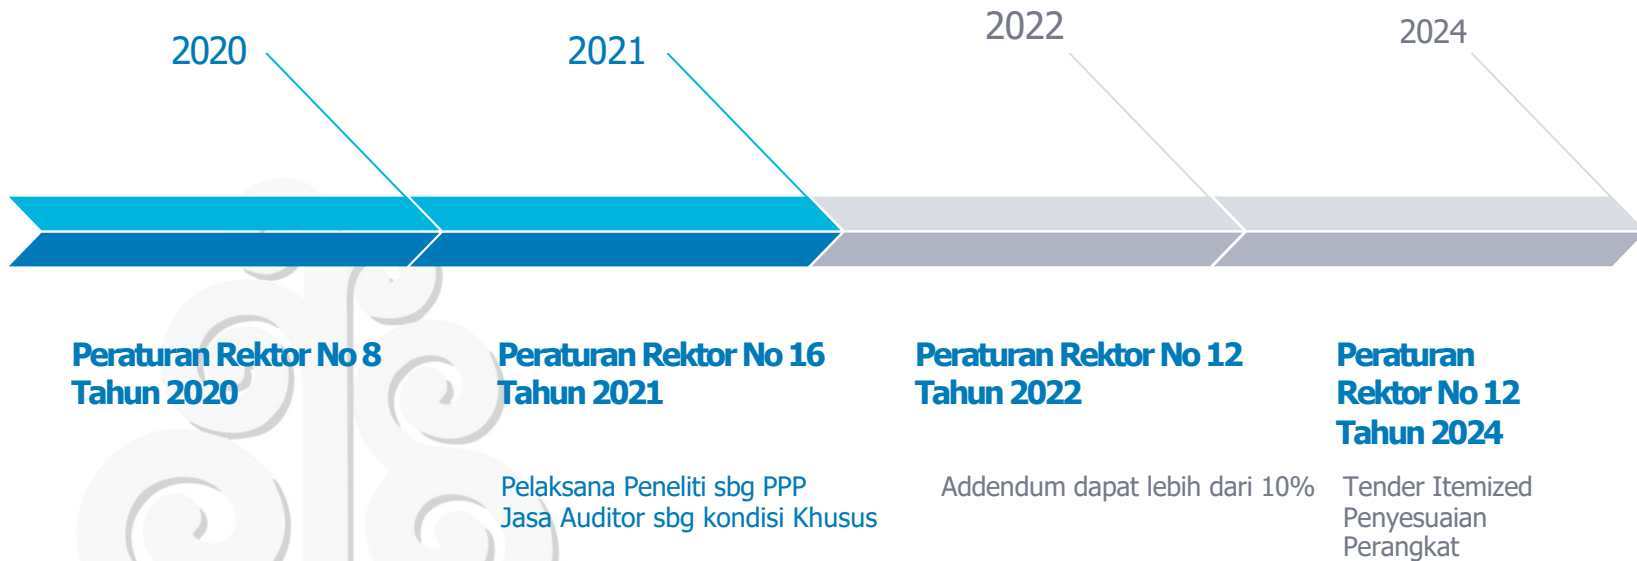 2020
2021
2022
2024
Peraturan Rektor No 8
Tahun 2020
Peraturan Rektor No 16
Tahun 2021
Pelaksana Peneliti sbg PPP
Jasa Auditor sbg kondisi Khusus
Peraturan Rektor No 12
Tahun 2022
Addendum dapat lebih dari 10%
Peraturan
Rektor No 12
Tahun 2024
Tender Itemized
Penyesuaian
Perangkat